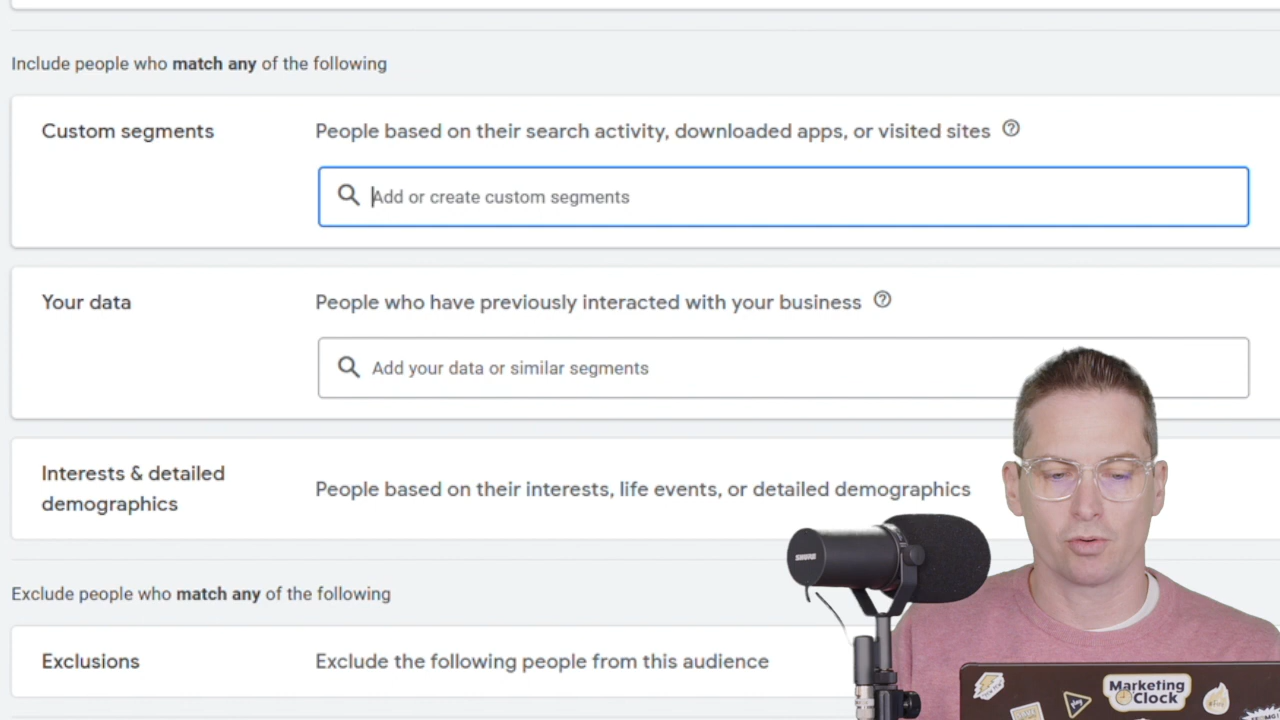 Include people who match any of the following
Custom segments
People based on their search activity, downloaded apps, or visited sites
Add or create custom segments
Your data
People who have previously interacted with your business
Add your data or similar segments
Interests & detailed
demographics
People based on their interests, life events, or detailed demographics
Exclude people who match any of the following
Exclusions
Exclude the following people from this audience
SHURE
Marketing
O'Clock